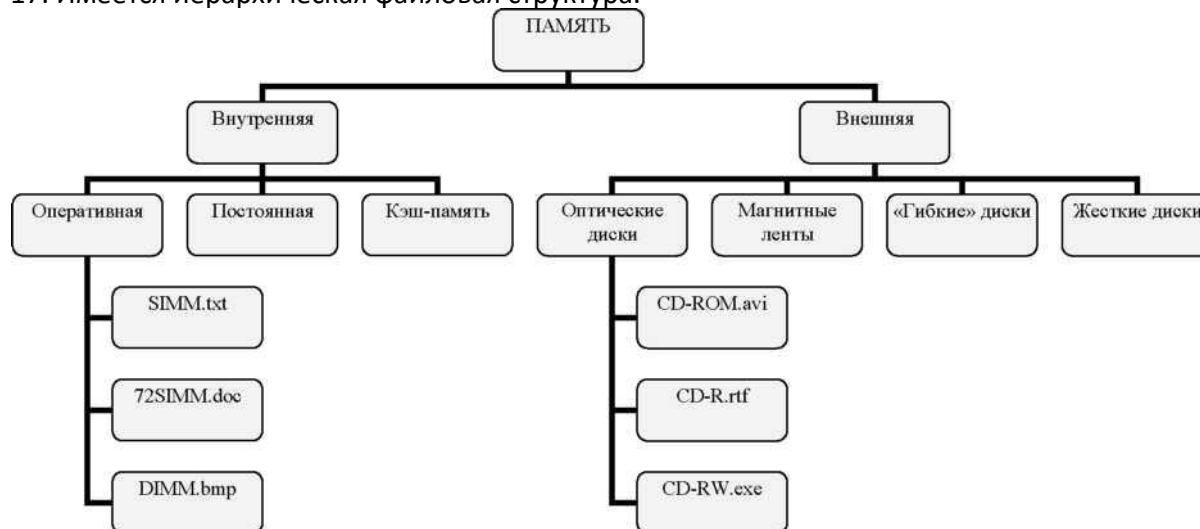 17. Имеется иерархическая файловая структура.
ПАМЯТЬ
Внутренняя
Внешняя
Оперативная
Постоянная
Кэш-память
Оптические
диски
Магнитные
ленты
«Гибкие» диски
Жесткие диски
SIMM.txt
72SIMM.doc
DIMM.bmp
CD-ROM.avi
CD-R.rtf
CD-RW.exe